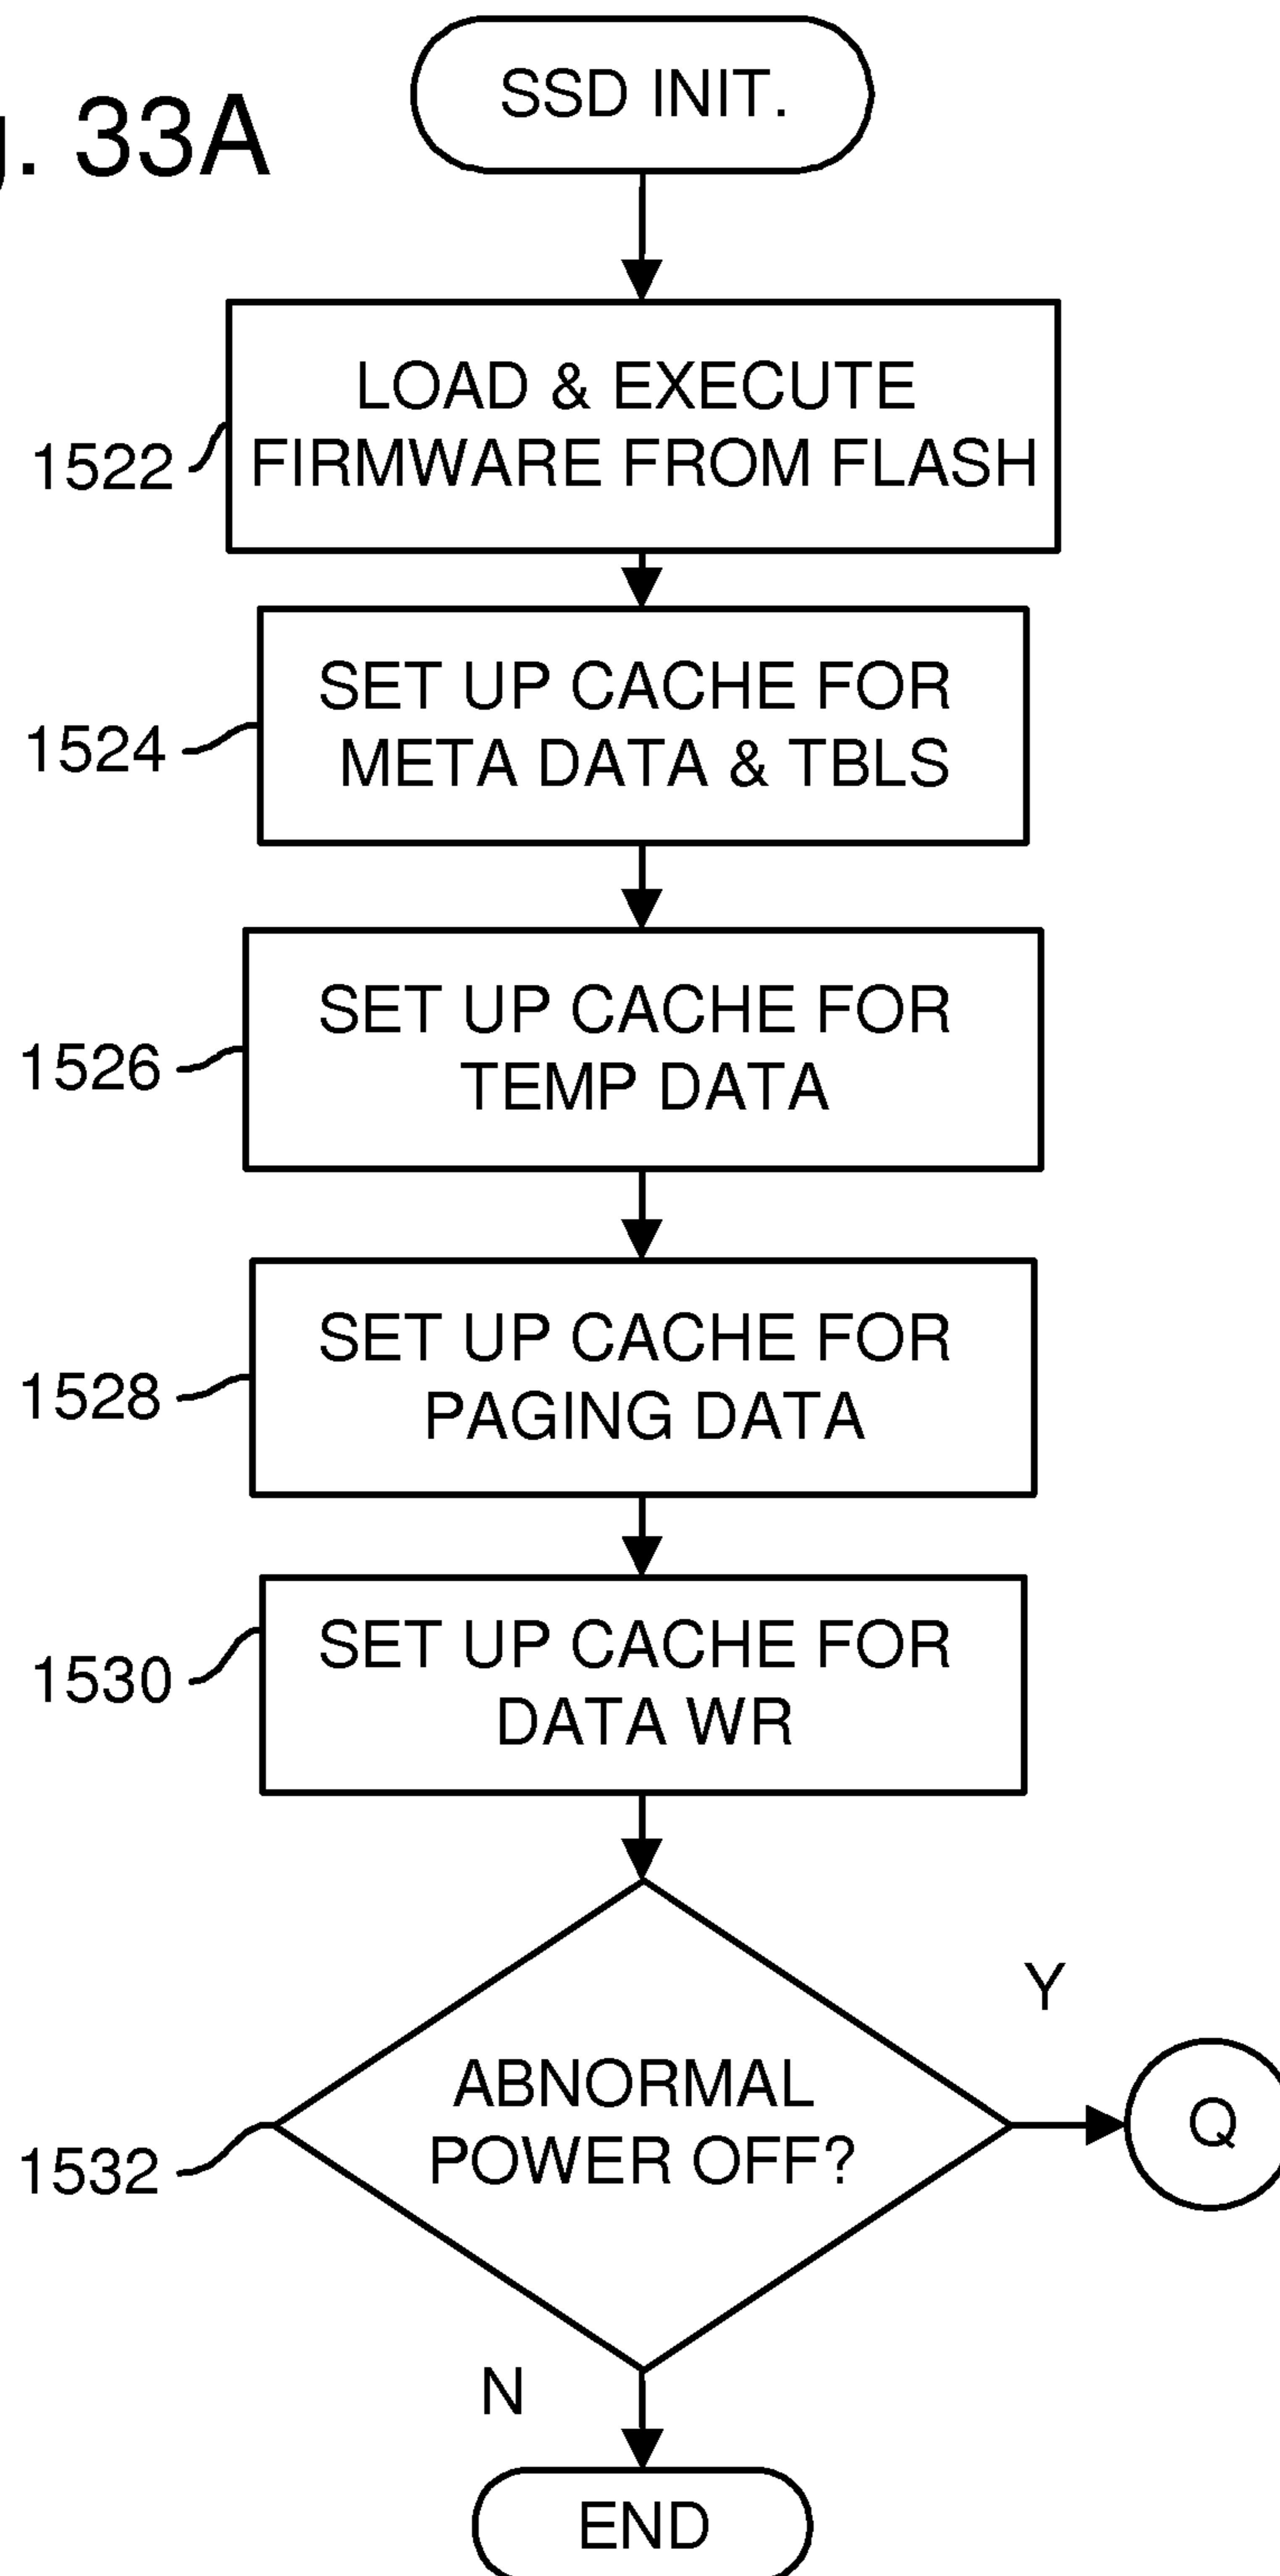 SSD INIT.
g. 33A
LOAD & EXECUTE
FIRMWARE FROM FLASH
1522
SET UP CACHE FOR
META DATA & TBLS
1524
SET UP CACHE FOR
TEMP DATA
1526
SET UP CACHE FOR
PAGING DATA
1528
SET UP CACHE FOR
DATA WR
1530
Y
ABNORMAL
POWER OFF?
Q
1532
N
END